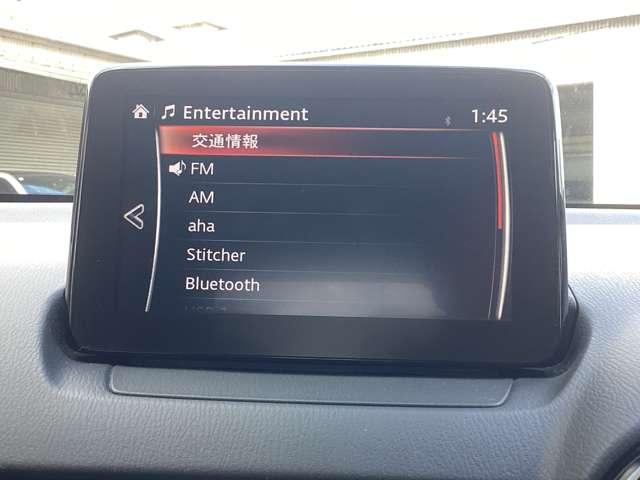 Entertainment
1:45
交通情報
FM
AM
aha
Stitcher
Bluetooth